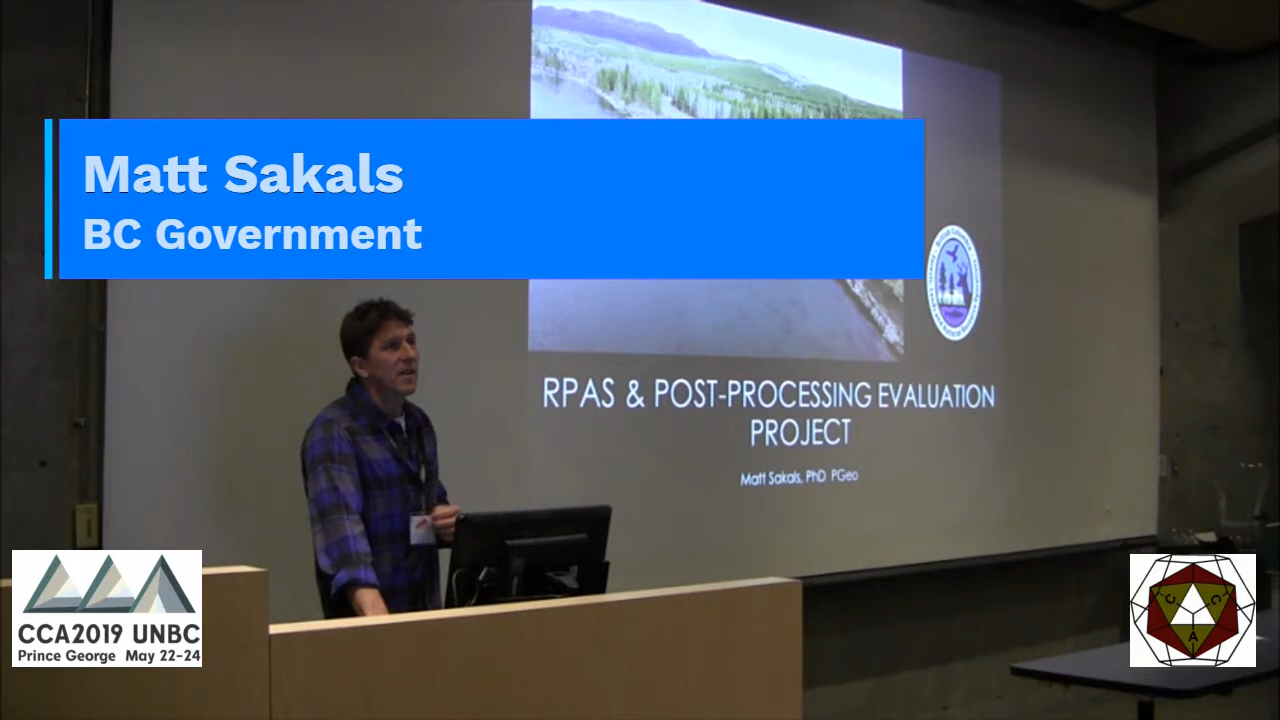 Matt Sakals
BC Government
RPAS & POST-PROCESSING EVALUATION
PROJECT
Matt Sakals, PhD PGeo
CCA2019 UNBC
Prince George May 22-24
C C A